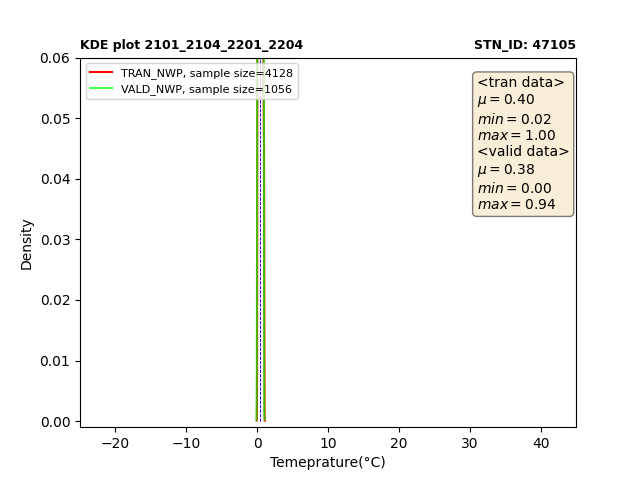 KDE plot 2101_2104_2201_2204
STN_ID: 47105
TRAN_NWP, sample size=4128
VALD_NWP, sample size=1056
<tran data>
μ = 0.40
min = 0.02
max = 1.00
<valid data>
μ = 0.38
min = 0.00
max = 0.94
Density
0.06
0.05
0.04
0.03
0.02
0.01
0.00
−20 −10 0 10 20 30 40
Temeprature(°C)